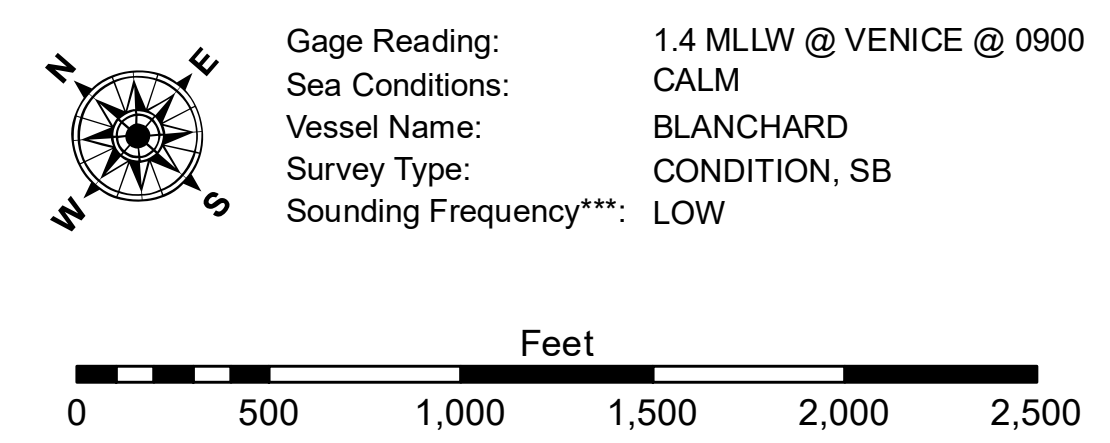 N E
W S
Gage Reading: 1.4 MLLW @ VENICE @ 0900
Sea Conditions: CALM
Vessel Name: BLANCHARD
Survey Type: CONDITION, SB
Sounding Frequency***: LOW
Feet
0 500 1,000 1,500 2,000 2,500